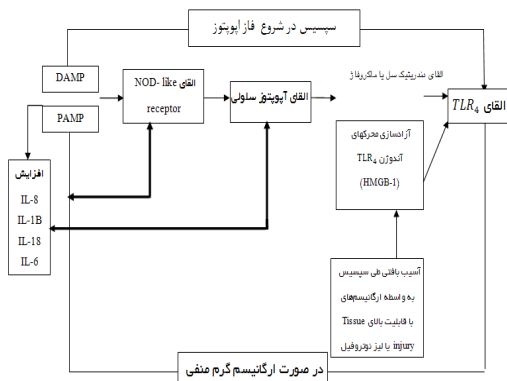 سپسیس در شروع فاز اپوپتوز
DAMP
PAMP
القای NOD- like
receptor
القای آپوپتوز سلولی
القای دندریتیک سل یا ماکروفاژ
القای TLR4
آزادسازی محرکهای
آندوژن TLR4
(HMGB-1)
افزایش
IL-8
IL-1B
IL-18
IL-6
آسیب بافتی طی سپسیس
به واسطه ارگانیسم‌های
با قابلیت بالای Tissue
injury یا لیز نوتروفیل
در صورت ارگانیسم گرم منفی